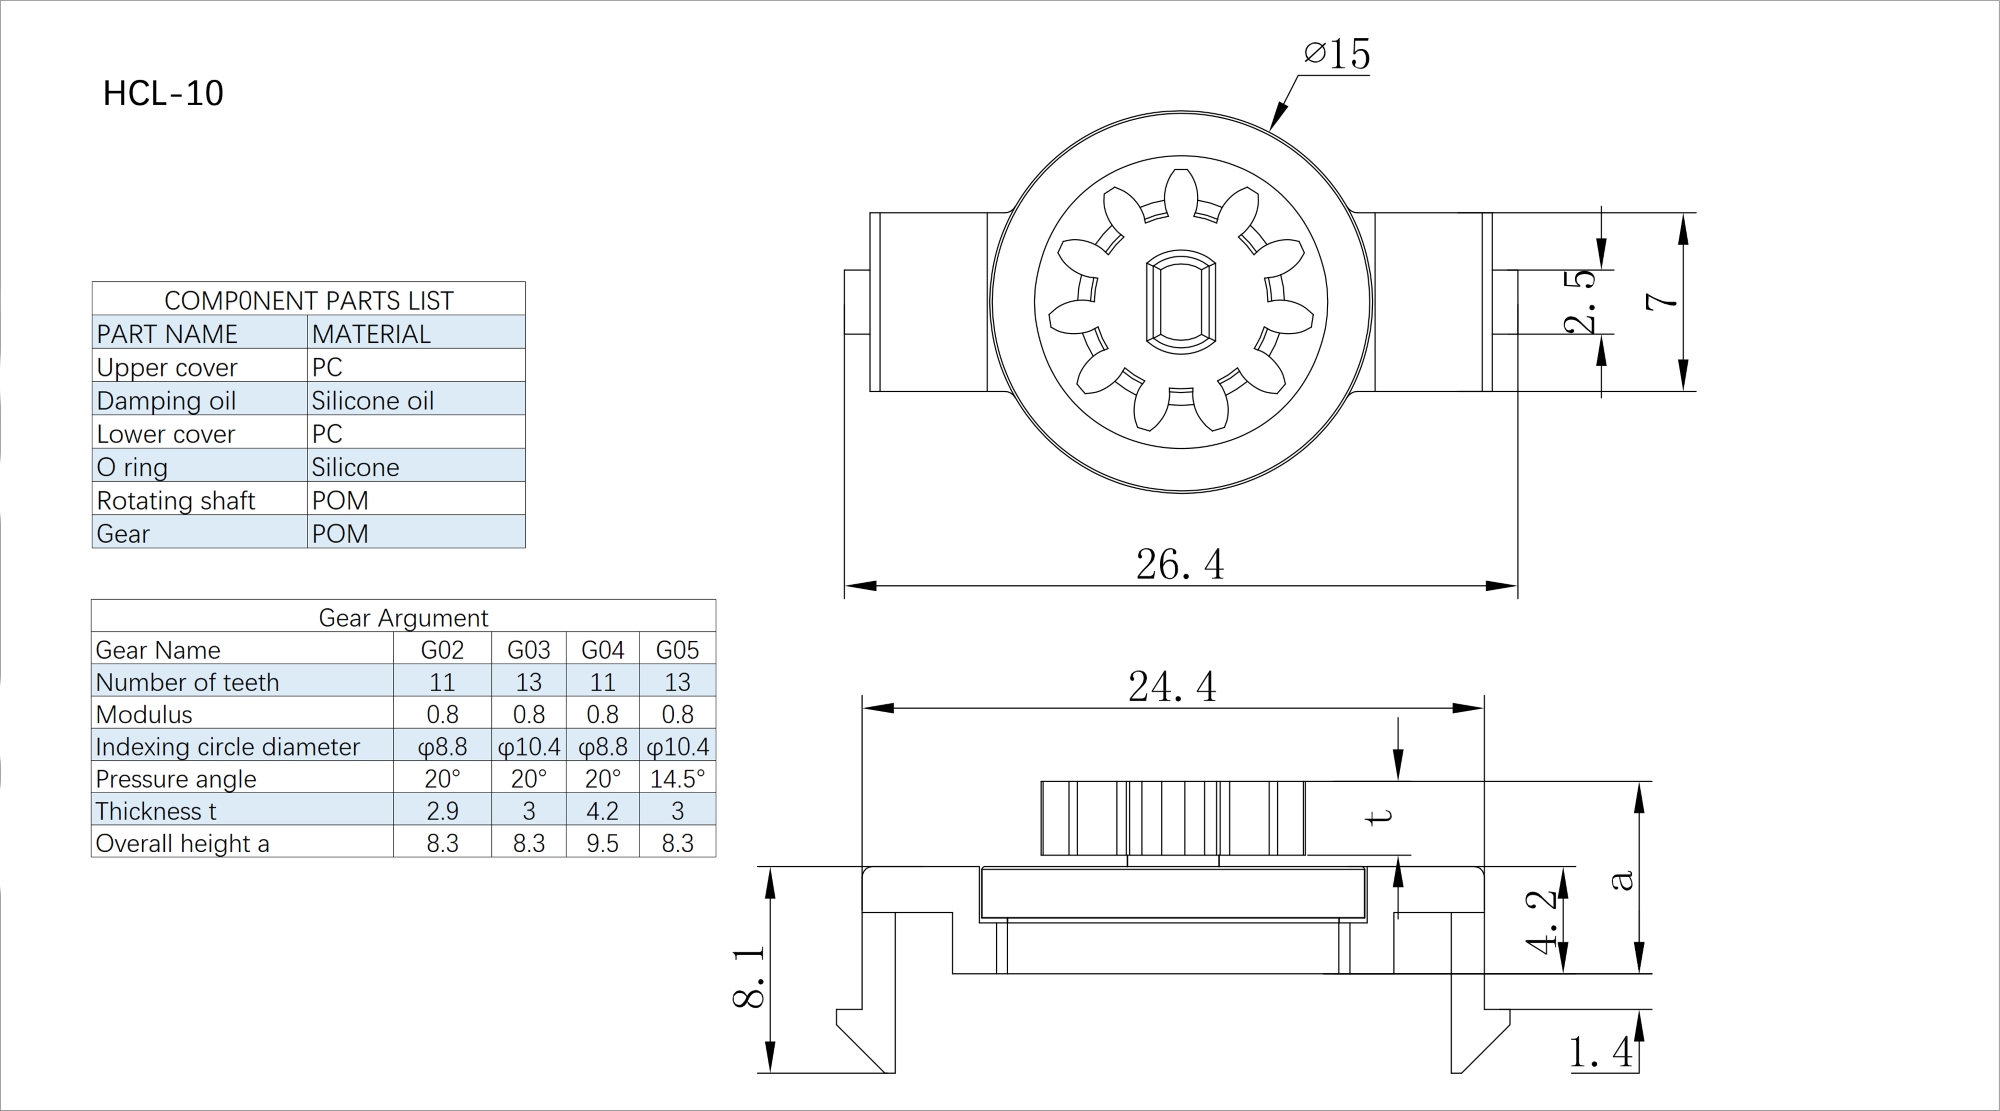 HCL-10
COMP0NENT PARTS LIST
PART NAME MATERIAL
Upper cover PC
Damping oil Silicone oil
Lower cover PC
O ring Silicone
Rotating shaft POM
Gear POM
Gear Argument
Gear Name G02 G03 G04 G05
Number of teeth 11 13 11 13
Modulus 0.8 0.8 0.8 0.8
Indexing circle diameter φ8.8 φ10.4 φ8.8 φ10.4
Pressure angle 20° 20° 20° 14.5°
Thickness t 2.9 3 4.2 3
Overall height a 8.3 8.3 9.5 8.3
⌀15
2.5
7
26.4
24.4
t
a
4.2
8.1
1.4